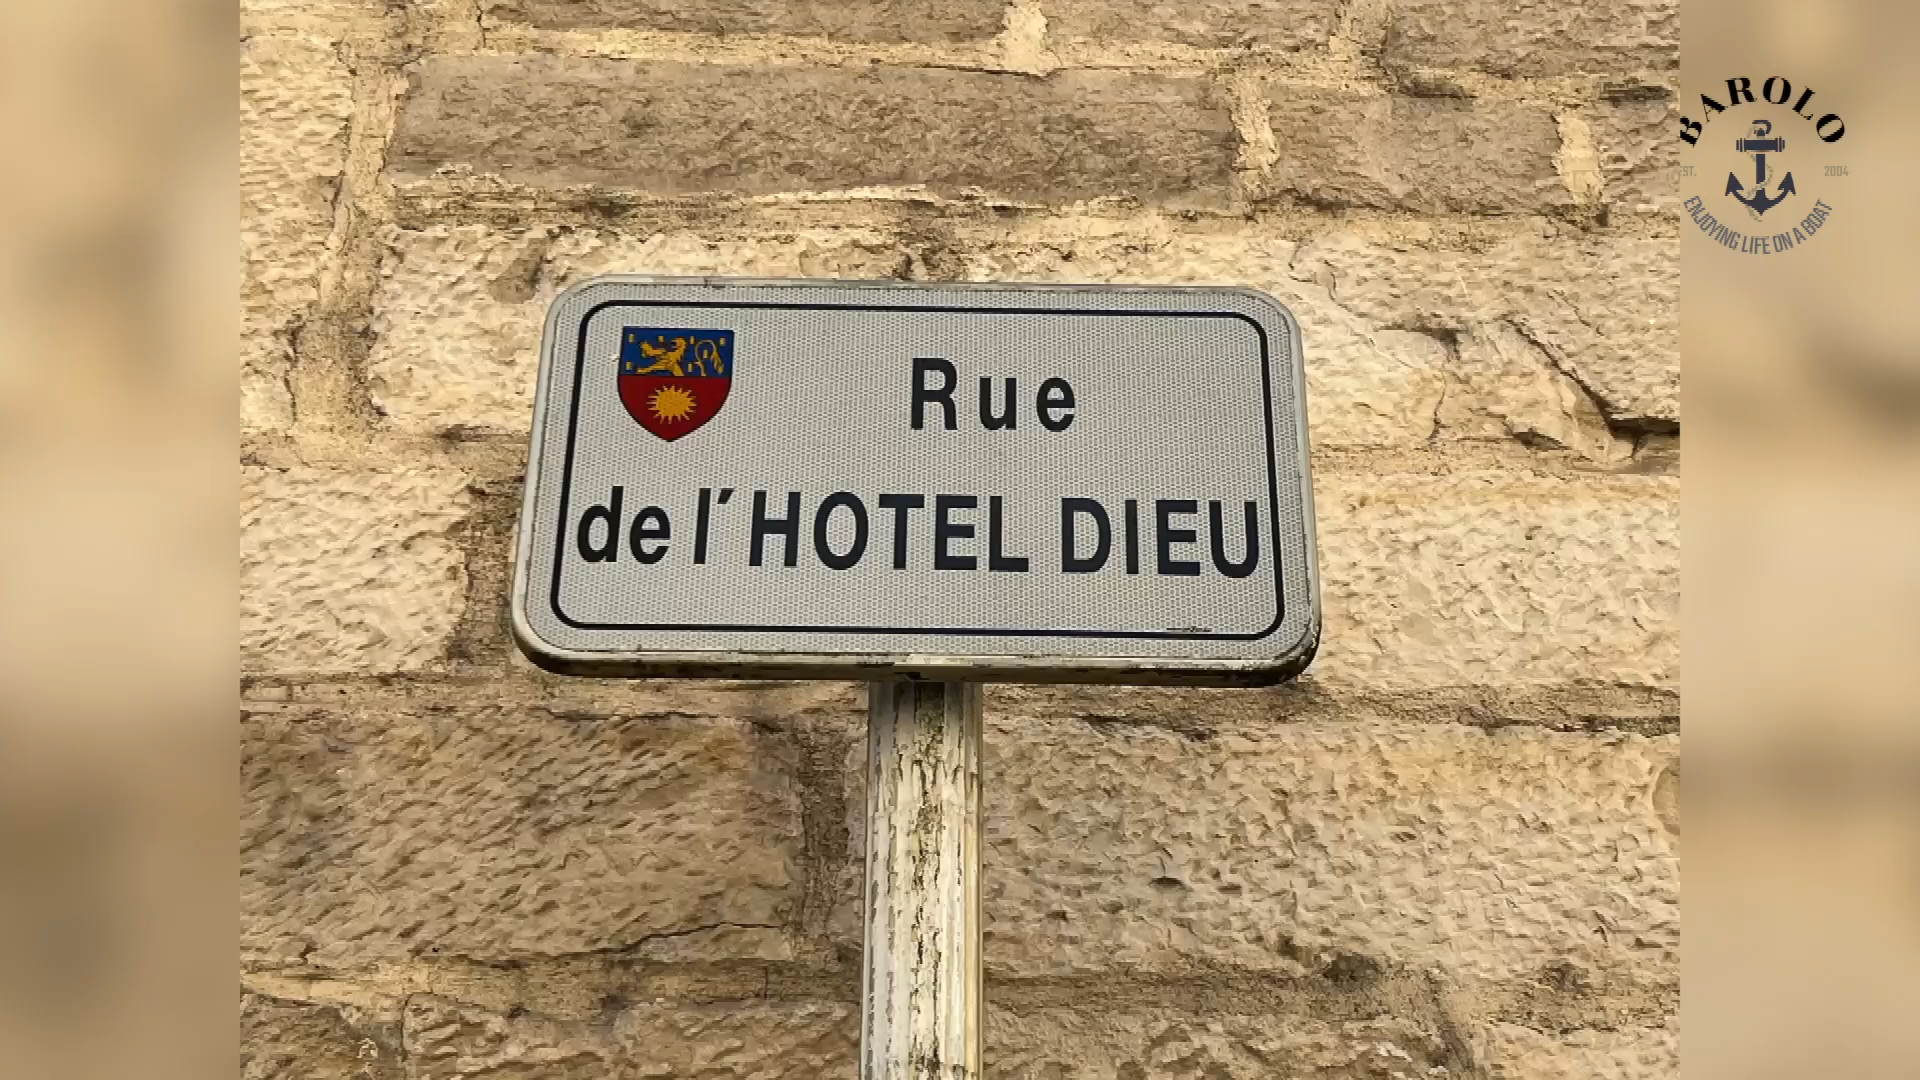 Rue
de l'HOTEL DIEU
BAROLO
EST. 2004
ENJOYING LIFE ON A BOAT